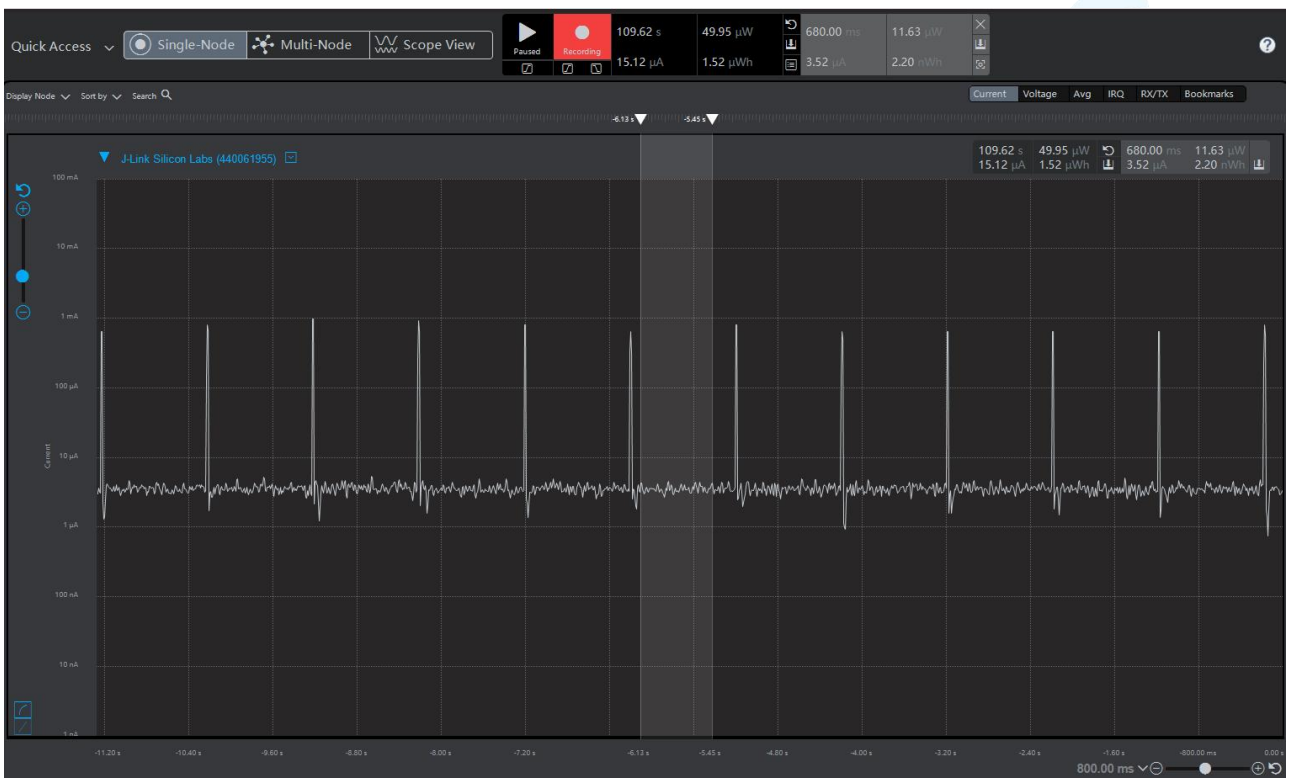 Quick Access Single-Node Multi-Node Scope View
Paused Recording
109.62 s 49.95 µW 680.00 ms 11.63 µW
15.12 µA 1.52 µWh 3.52 µA 2.20 nWh
?
Display Node Sort by Search Current Voltage Avg IRQ RX/TX Bookmarks
-6.13 s -5.45 s
J-Link Silicon Labs (440061955)
109.62 s 49.95 µW 680.00 ms 11.63 µW
15.12 µA 1.52 µWh 3.52 µA 2.20 nWh
100 mA
10 mA
1 mA
100 µA
10 µA
Current
1 µA
100 nA
10 nA
1 nA
-11.20 s -10.40 s -9.60 s -8.80 s -8.00 s -7.20 s -6.13 s -5.45 s -4.80 s -4.00 s -3.20 s -2.40 s -1.60 s -800.00 ms 0.00 s
800.00 ms